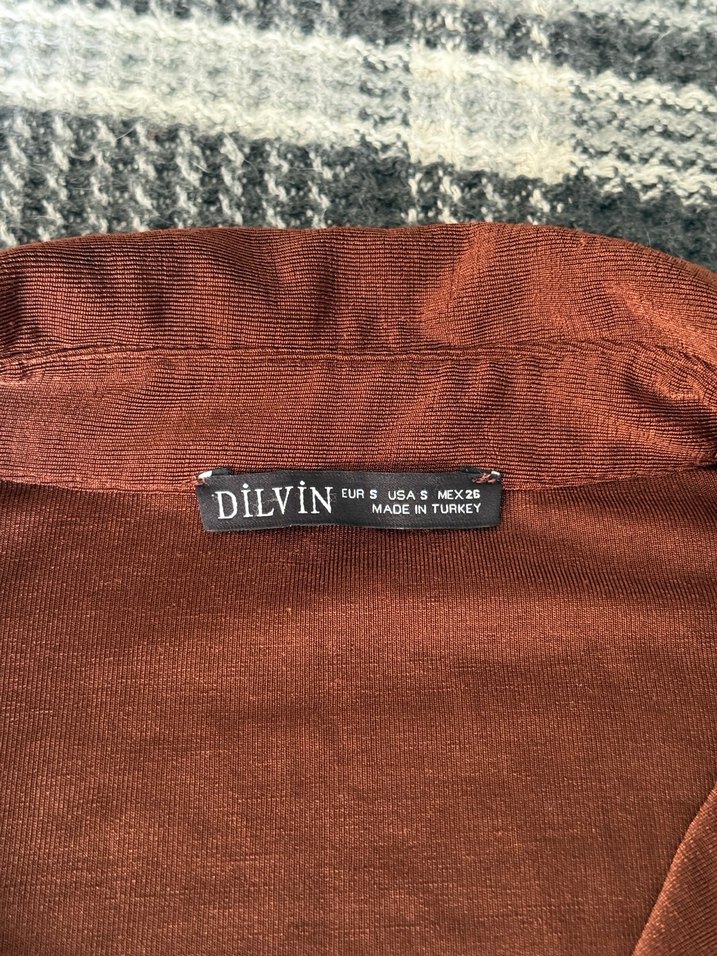 DİLVİN
EUR S USA S MEX 26
MADE IN TURKEY